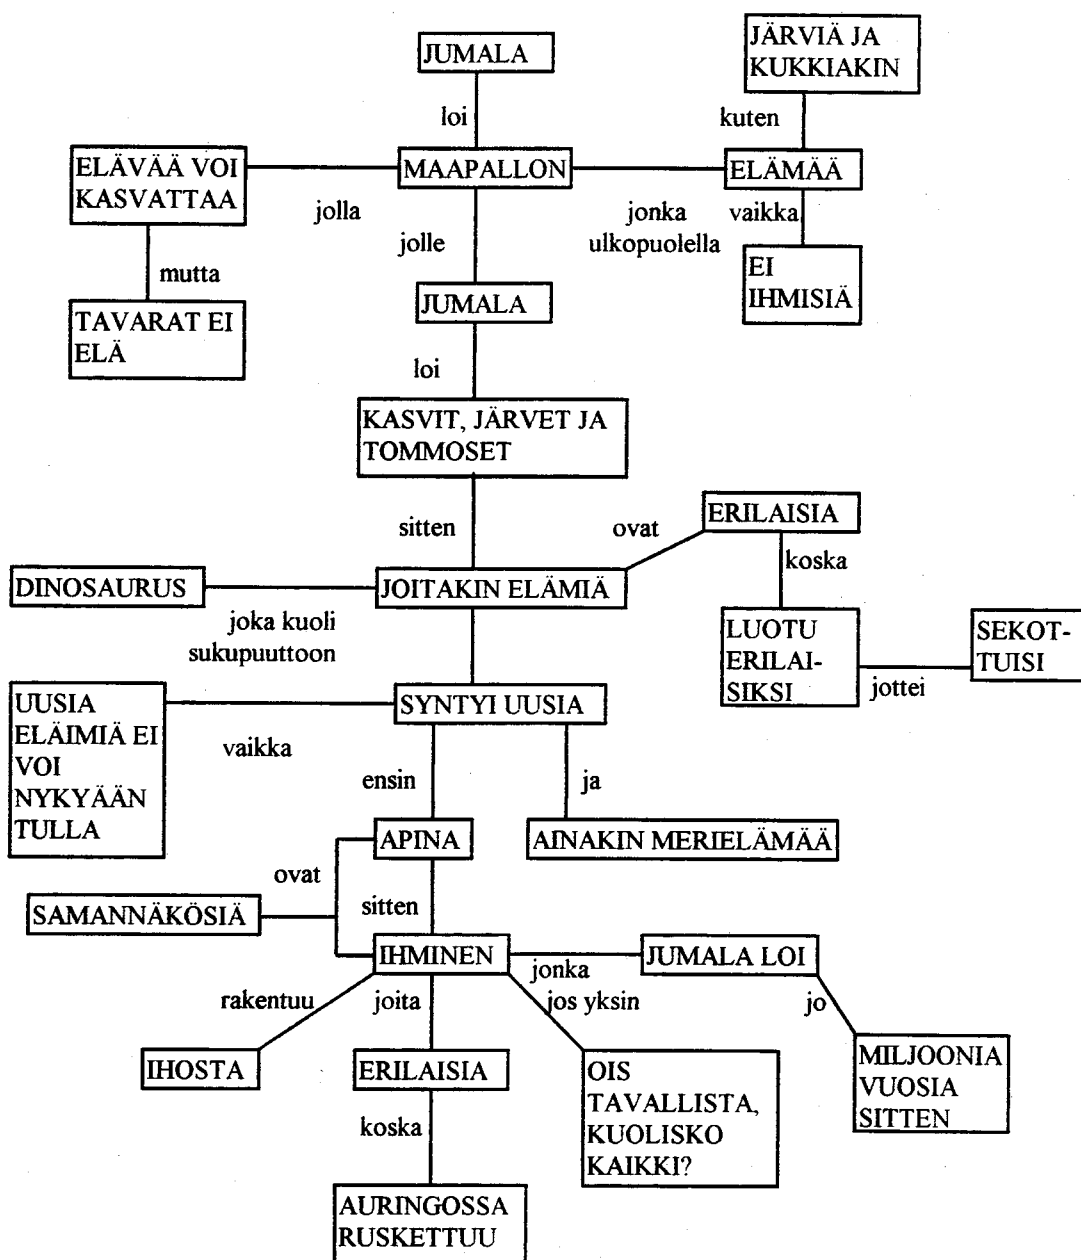 JUMALA
JÄRVIÄ JA
KUKKIAKIN
loi
kuten
ELÄVÄÄ VOI
KASVATTAA
MAAPALLON
ELÄMÄÄ
jolla
jolle
jonka
ulkopuolella
vaikka
mutta
JUMALA
EI
IHMISIÄ
TAVARAT EI
ELÄ
loi
KASVIT, JÄRVET JA
TOMMOSET
sitten
ovat
ERILAISIA
koska
DINOSAURUS
JOITAKIN ELÄMIÄ
joka kuoli
sukupuuttoon
LUOTU
ERILAI-
SIKSI
jottei
SEKOT-
TUISI
UUSIA
ELÄIMIÄ EI
VOI
NYKYÄÄN
TULLA
vaikka
SYNTYI UUSIA
ensin
ja
APINA
AINAKIN MERIELÄMÄÄ
ovat
SAMANNÄKÖSIÄ
sitten
IHMINEN
jonka
JUMALA LOI
rakentuu
joita
jos yksin
jo
IHOSTA
ERILAISIA
OIS
TAVALLISTA,
KUOLISKO
KAIKKI?
MILJOONIA
VUOSIA
SITTEN
koska
AURINGOSSA
RUSKETTUU